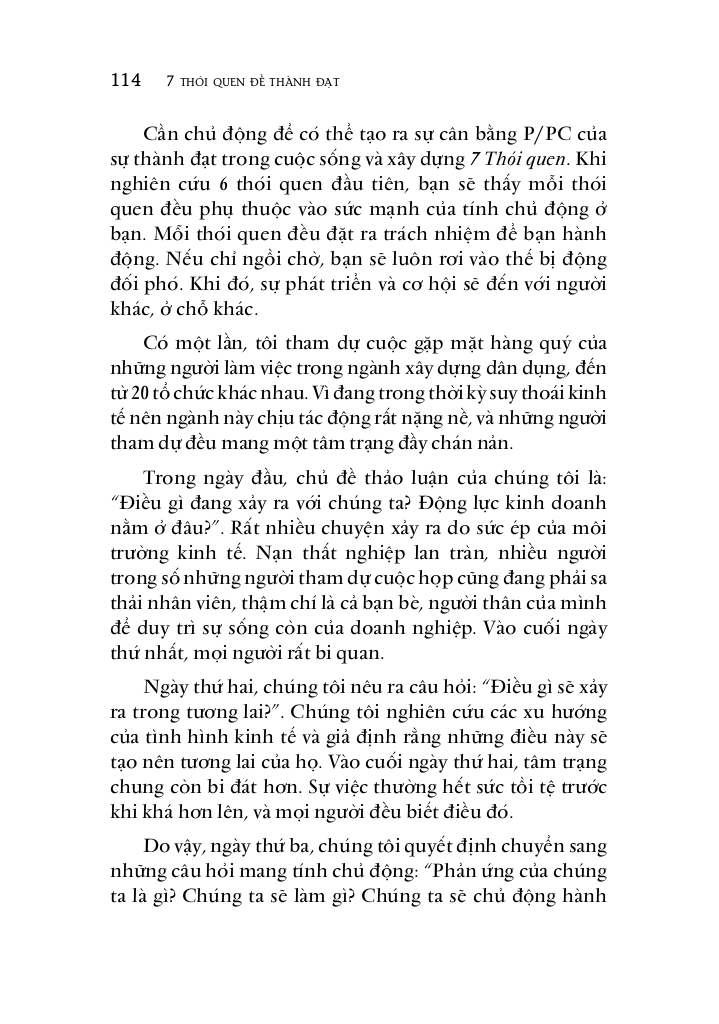 114 7 THÓI QUEN ĐỂ THÀNH ĐẠT
Cần chủ động để có thể tạo ra sự cân bằng P/PC của
sự thành đạt trong cuộc sống và xây dựng 7 Thói quen. Khi
nghiên cứu 6 thói quen đầu tiên, bạn sẽ thấy mỗi thói
quen đều phụ thuộc vào sức mạnh của tính chủ động ở
bạn. Mỗi thói quen đều đặt ra trách nhiệm để bạn hành
động. Nếu chỉ ngồi chờ, bạn sẽ luôn rơi vào thế bị động
đối phó. Khi đó, sự phát triển và cơ hội sẽ đến với người
khác, ở chỗ khác.
Có một lần, tôi tham dự cuộc gặp mặt hàng quý của
những người làm việc trong ngành xây dựng dân dụng, đến
từ 20 tổ chức khác nhau. Vì đang trong thời kỳ suy thoái kinh
tế nên ngành này chịu tác động rất nặng nề, và những người
tham dự đều mang một tâm trạng đầy chán nản.
Trong ngày đầu, chủ đề thảo luận của chúng tôi là:
“Điều gì đang xảy ra với chúng ta? Động lực kinh doanh
nằm ở đâu?”. Rất nhiều chuyện xảy ra do sức ép của môi
trường kinh tế. Nạn thất nghiệp lan tràn, nhiều người
trong số những người tham dự cuộc họp cũng đang phải sa
thải nhân viên, thậm chí là cả bạn bè, người thân của mình
để duy trì sự sống còn của doanh nghiệp. Vào cuối ngày
thứ nhất, mọi người rất bi quan.
Ngày thứ hai, chúng tôi nêu ra câu hỏi: “Điều gì sẽ xảy
ra trong tương lai?”. Chúng tôi nghiên cứu các xu hướng
của tình hình kinh tế và giả định rằng những điều này sẽ
tạo nên tương lai của họ. Vào cuối ngày thứ hai, tâm trạng
chung còn bi đát hơn. Sự việc thường hết sức tồi tệ trước
khi khá hơn lên, và mọi người đều biết điều đó.
Do vậy, ngày thứ ba, chúng tôi quyết định chuyển sang
những câu hỏi mang tính chủ động: “Phản ứng của chúng
ta là gì? Chúng ta sẽ làm gì? Chúng ta sẽ chủ động hành